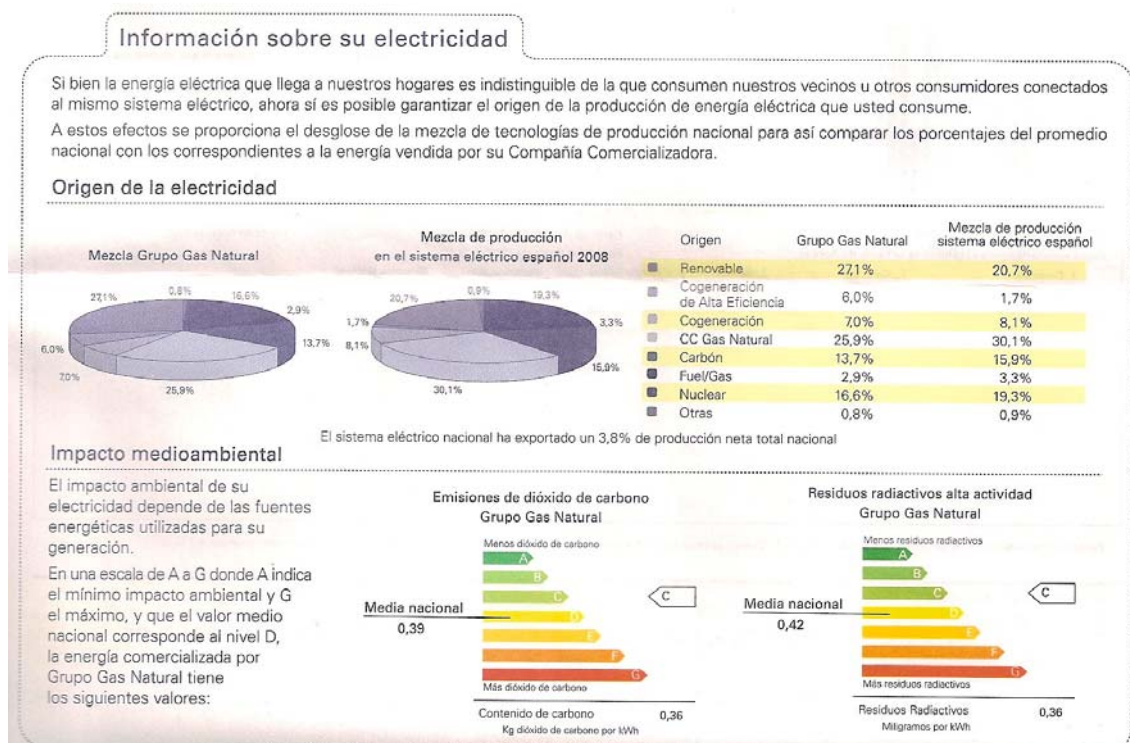 Información sobre su electricidad
Si bien la energía eléctrica que llega a nuestros hogares es indistinguible de la que consumen nuestros vecinos u otros consumidores conectados
al mismo sistema eléctrico, ahora sí es posible garantizar el origen de la producción de energía eléctrica que usted consume.
A estos efectos se proporciona el desglose de la mezcla de tecnologías de producción nacional para así comparar los porcentajes del promedio
nacional con los correspondientes a la energía vendida por su Compañía Comercializadora.
Origen de la electricidad
Mezcla Grupo Gas Natural
27,1%
0,8%
16,6%
2,9%
13,7%
25,9%
7,0%
6,0%
Mezcla de producción
en el sistema eléctrico español 2008
20,7%
0,9%
19,3%
3,3%
15,9%
30,1%
8,1%
1,7%
Origen Grupo Gas Natural Mezcla de producción
sistema eléctrico español
Renovable 27,1% 20,7%
Cogeneración
de Alta Eficiencia 6,0% 1,7%
Cogeneración 7,0% 8,1%
CC Gas Natural 25,9% 30,1%
Carbón 13,7% 15,9%
Fuel/Gas 2,9% 3,3%
Nuclear 16,6% 19,3%
Otras 0,8% 0,9%
El sistema eléctrico nacional ha exportado un 3,8% de producción neta total nacional
Impacto medioambiental
El impacto ambiental de su
electricidad depende de las fuentes
energéticas utilizadas para su
generación.
En una escala de A a G donde A indica
el mínimo impacto ambiental y G
el máximo, y que el valor medio
nacional corresponde al nivel D,
la energía comercializada por
Grupo Gas Natural tiene
los siguientes valores:
Emisiones de dióxido de carbono
Grupo Gas Natural
Menos dióxido de carbono
A
B
C
C
Media nacional
0,39
D
E
F
G
Más dióxido de carbono
Contenido de carbono 0,36
Kg dióxido de carbono por kWh
Residuos radiactivos alta actividad
Grupo Gas Natural
Menos residuos radiactivos
A
B
C
C
Media nacional
0,42
D
E
F
G
Más residuos radiactivos
Residuos Radiactivos 0,36
Miligramos por kWh